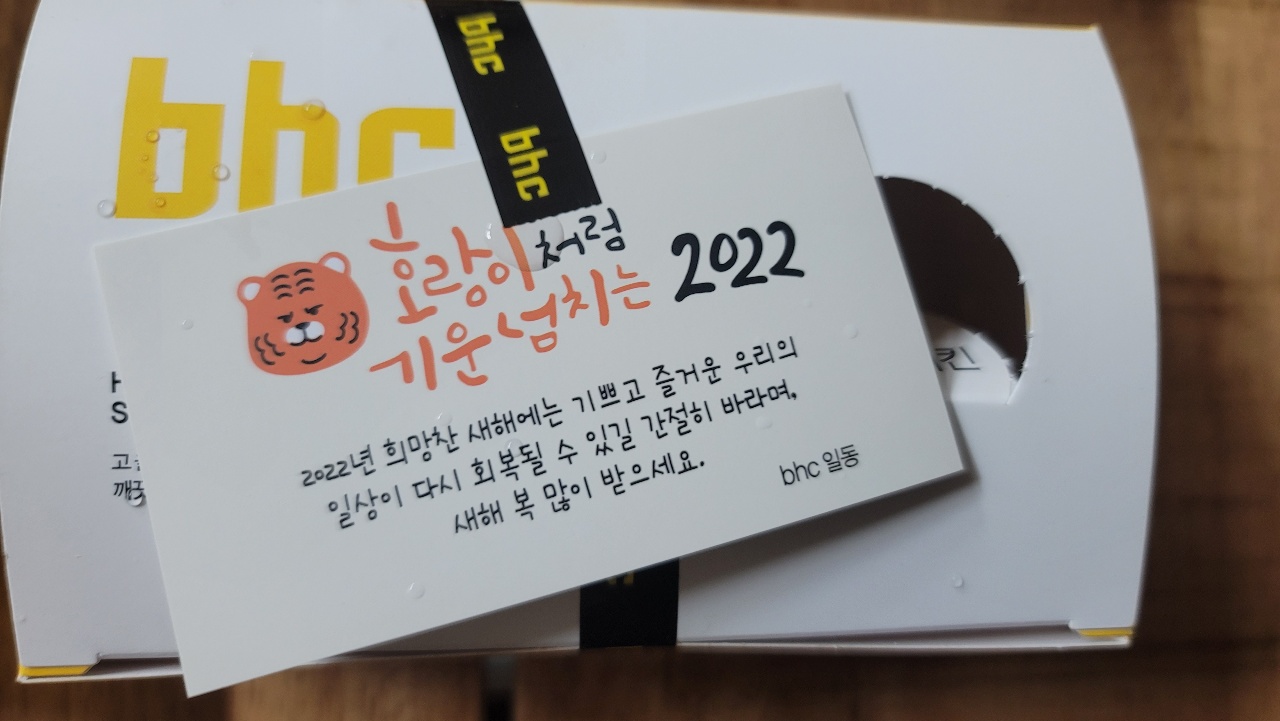 bhc
bhc
bhc
호랑이처럼
기운 넘치는 2022
2022년 희망찬 새해에는 기쁘고 즐거운 우리의
일상이 다시 회복될 수 있길 간절히 바라며,
새해 복 많이 받으세요.
bhc 일동